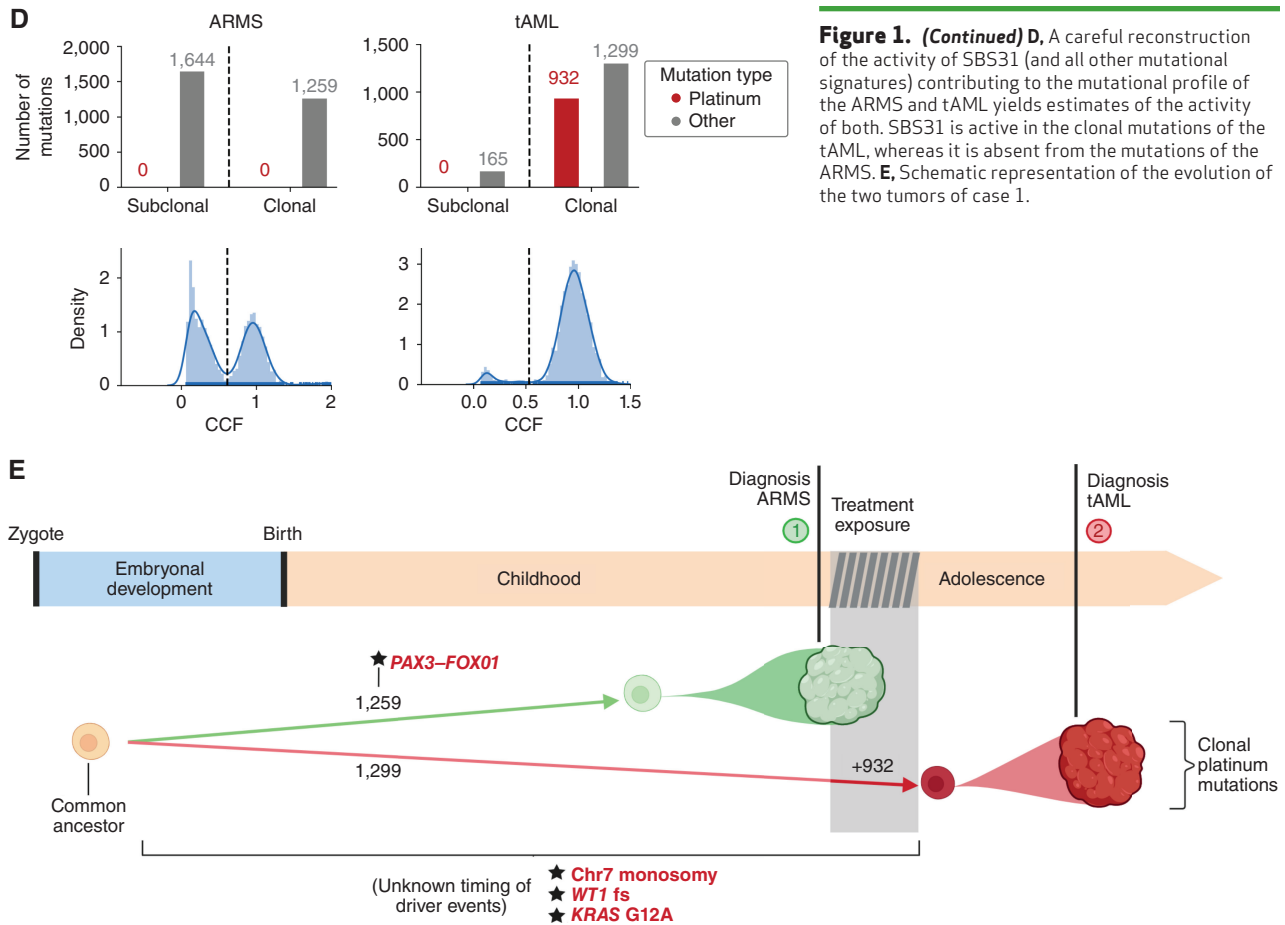 D
ARMS
Number of
mutations
2,000
1,500
1,000
500
0
0
1,644
0
1,259
Subclonal
Clonal
tAML
1,500
1,000
500
0
0
165
932
1,299
Subclonal
Clonal
Mutation type
Platinum
Other
Density
2
1
0
0
1
2
CCF
3
2
1
0
0.0
0.5
1.0
1.5
CCF
Figure 1. (Continued) D, A careful reconstruction
of the activity of SBS31 (and all other mutational
signatures) contributing to the mutational profile of
the ARMS and tAML yields estimates of the activity
of both. SBS31 is active in the clonal mutations of the
tAML, whereas it is absent from the mutations of the
ARMS. E, Schematic representation of the evolution of
the two tumors of case 1.
E
Zygote
Birth
Diagnosis
ARMS
1
Treatment
exposure
Diagnosis
tAML
2
Embryonal
development
Childhood
Adolescence
PAX3–FOX01
1,259
1,299
+932
Common
ancestor
Clonal
platinum
mutations
(Unknown timing of
driver events)
Chr7 monosomy
WT1 fs
KRAS G12A